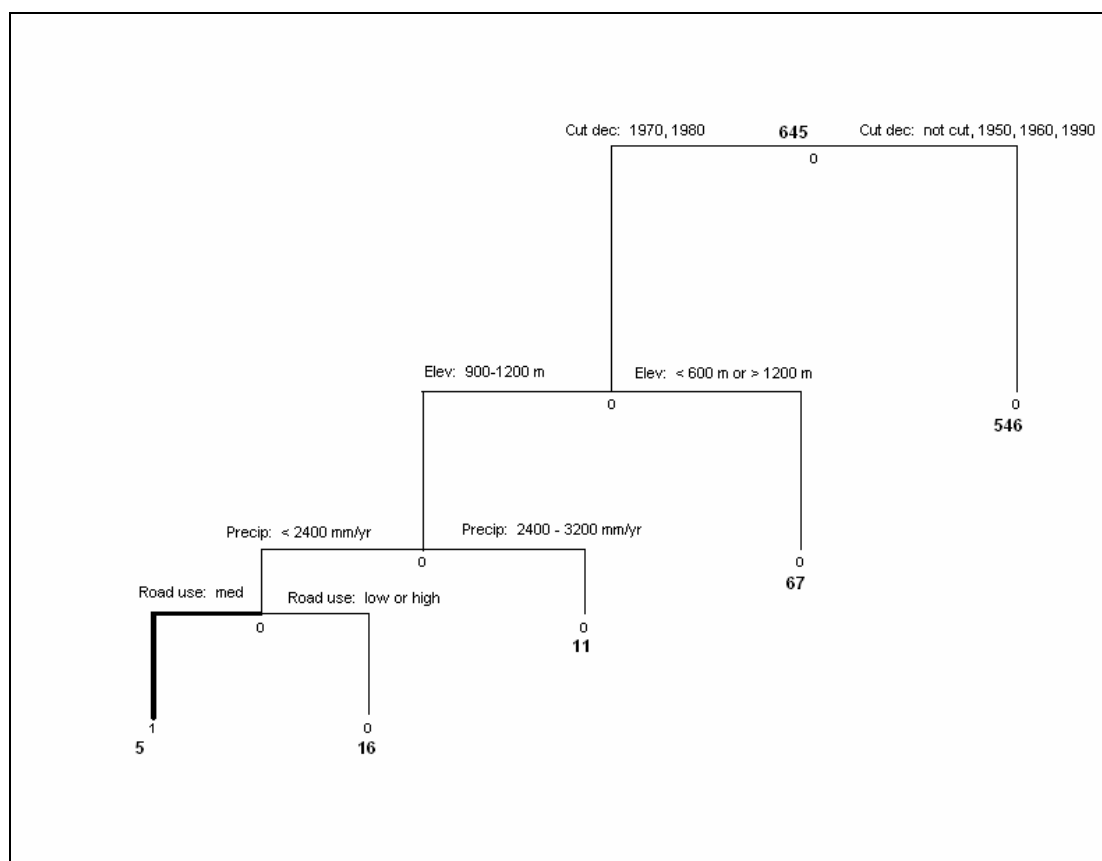 Cut dec: 1970, 1980
645
Cut dec: not cut, 1950, 1960, 1990
0
Elev: 900-1200 m
Elev: < 600 m or > 1200 m
0
0
546
Precip: < 2400 mm/yr
Precip: 2400 - 3200 mm/yr
0
0
67
Road use: med
Road use: low or high
0
0
11
1
5
0
16